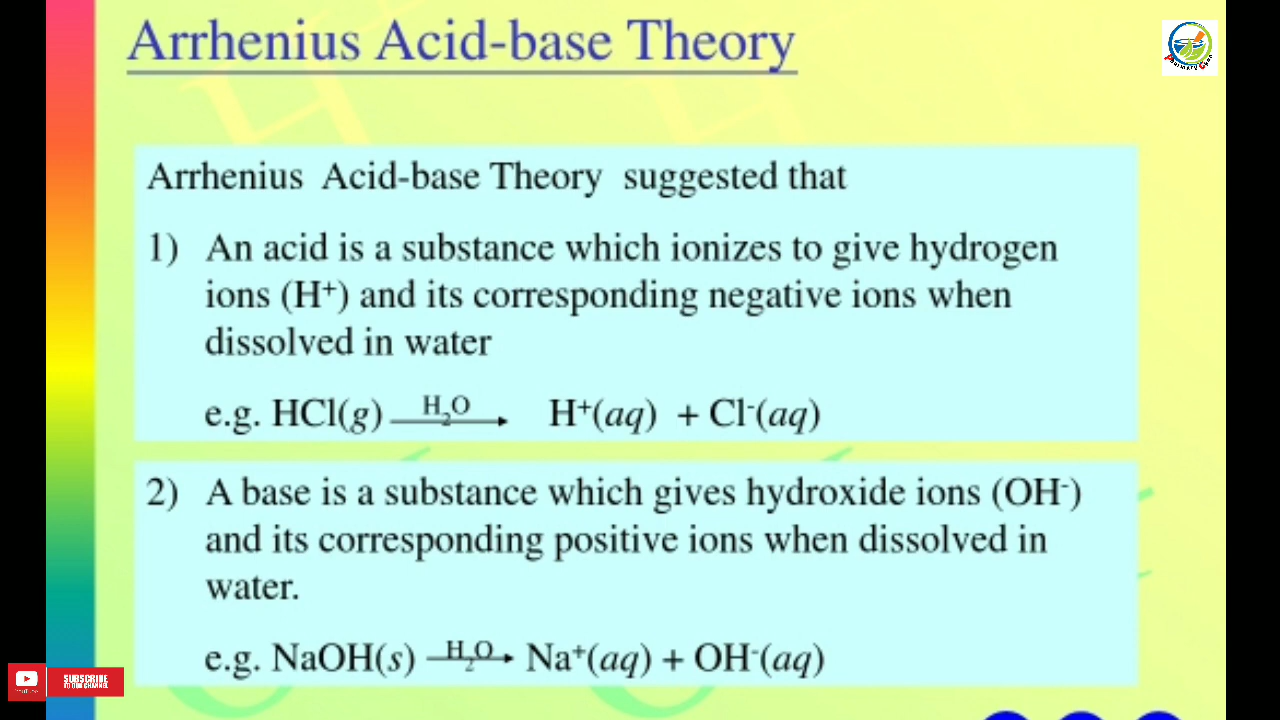 Arrhenius Acid-base Theory
Arrhenius Acid-base Theory suggested that
1) An acid is a substance which ionizes to give hydrogen
ions (H⁺) and its corresponding negative ions when
dissolved in water
e.g. HCl(g) H₂O → H⁺(aq) + Cl⁻(aq)
2) A base is a substance which gives hydroxide ions (OH⁻)
and its corresponding positive ions when dissolved in
water.
e.g. NaOH(s) H₂O → Na⁺(aq) + OH⁻(aq)
YouTube
SUBSCRIBE